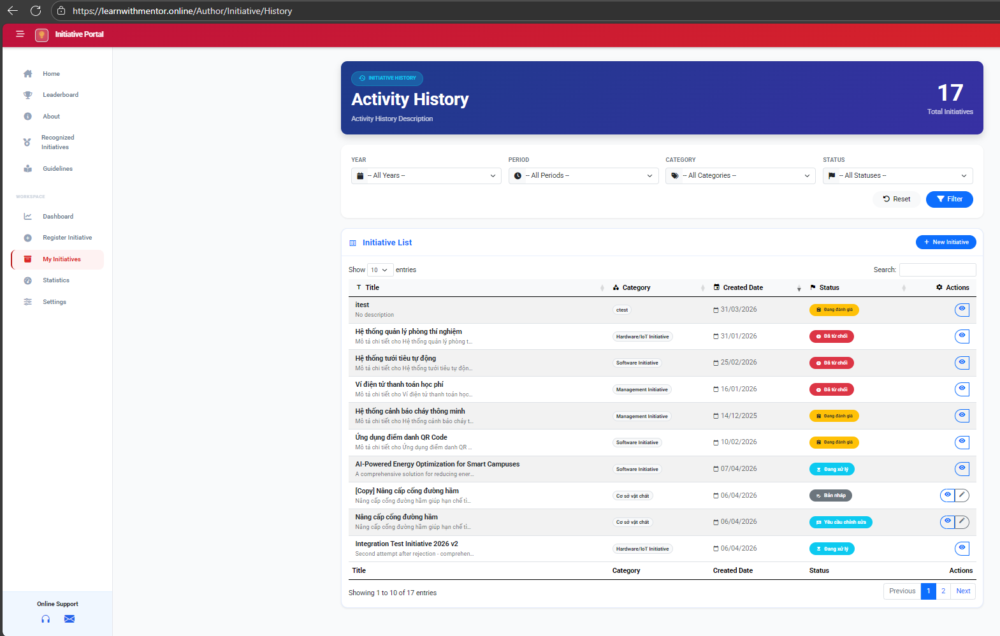 https://learnwithmentor.online/Author/Initiative/History
Initiative Portal
Home
Leaderboard
About
Recognized
Initiatives
Guidelines
WORKSPACE
Dashboard
Register Initiative
My Initiatives
Statistics
Settings
Online Support
INITIATIVE HISTORY
Activity History
Activity History Description
17
Total Initiatives
YEAR PERIOD CATEGORY STATUS
-- All Years -- -- All Periods -- -- All Categories -- -- All Statuses --
Reset Filter
Initiative List
+ New Initiative
Show 10 entries Search:
Title Category Created Date Status Actions
itest
No description
ctest 31/03/2026 Đang đánh giá
Hệ thống quản lý phòng thí nghiệm
Mô tả chi tiết cho Hệ thống quản lý phòng t...
Hardware/IoT Initiative 31/01/2026 Đã từ chối
Hệ thống tưới tiêu tự động
Mô tả chi tiết cho Hệ thống tưới tiêu tự độn...
Software Initiative 25/02/2026 Đã từ chối
Ví điện tử thanh toán học phí
Mô tả chi tiết cho Ví điện tử thanh toán học...
Management Initiative 16/01/2026 Đã từ chối
Hệ thống cảnh báo cháy thông minh
Mô tả chi tiết cho Hệ thống cảnh báo cháy t...
Management Initiative 14/12/2025 Đang đánh giá
Ứng dụng điểm danh QR Code
Mô tả chi tiết cho Ứng dụng điểm danh QR ...
Software Initiative 10/02/2026 Đang đánh giá
AI-Powered Energy Optimization for Smart Campuses
A comprehensive solution for reducing ener...
Software Initiative 07/04/2026 Đang xử lý
[Copy] Nâng cấp cống đường hầm
Nâng cấp cống đường hầm giúp hạn chế tì...
Cơ sở vật chất 06/04/2026 Bản nháp
Nâng cấp cống đường hầm
Nâng cấp cống đường hầm giúp hạn chế tì...
Cơ sở vật chất 06/04/2026 Yêu cầu chỉnh sửa
Integration Test Initiative 2026 v2
Second attempt after rejection - comprehen...
Hardware/IoT Initiative 06/04/2026 Đang xử lý
Title Category Created Date Status Actions
Showing 1 to 10 of 17 entries
Previous 1 2 Next